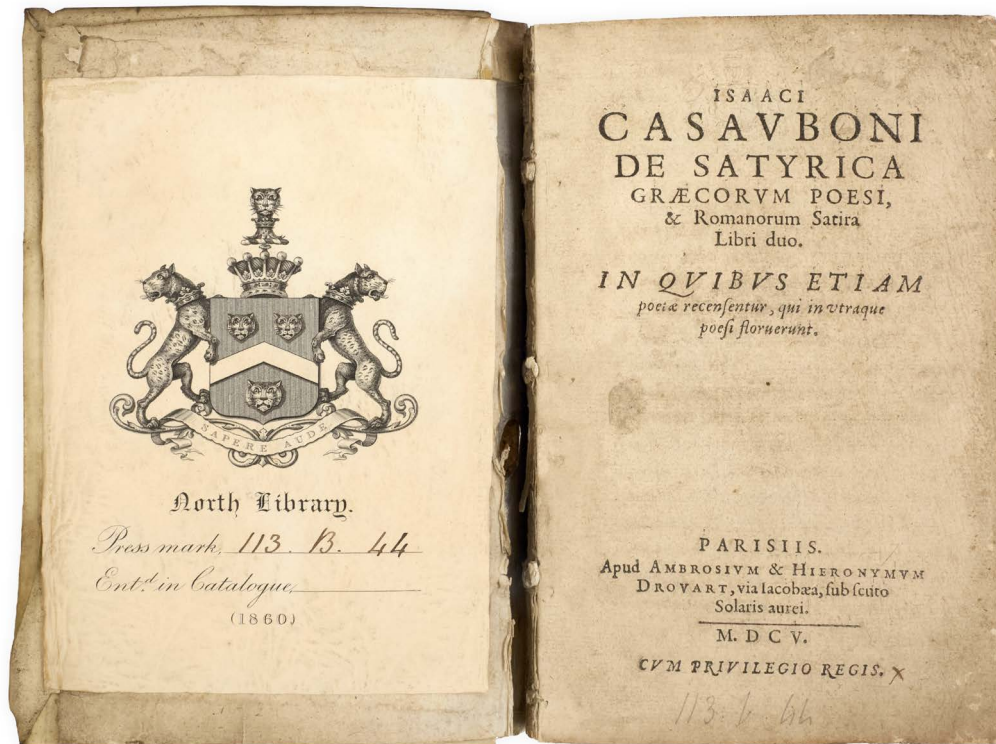 SAPERE AUDE
North Library.
Press mark, 113. B. 44
Ent.d in Catalogue,
(1860)
ISAACI
CASAVBONI
DE SATYRICA
GRÆCORVM POESI,
& Romanorum Satira
Libri duo.
IN QVIBVS ETIAM
poetæ recensentur, qui in vtraque
poesi floruerunt.
PARISIIS.
Apud AMBROSIVM & HIERONYMVM
DROVART, via Iacobæa, sub scuto
Solaris aurei.
M. D C V.
CVM PRIVILEGIO REGIS. x
113. b. 44